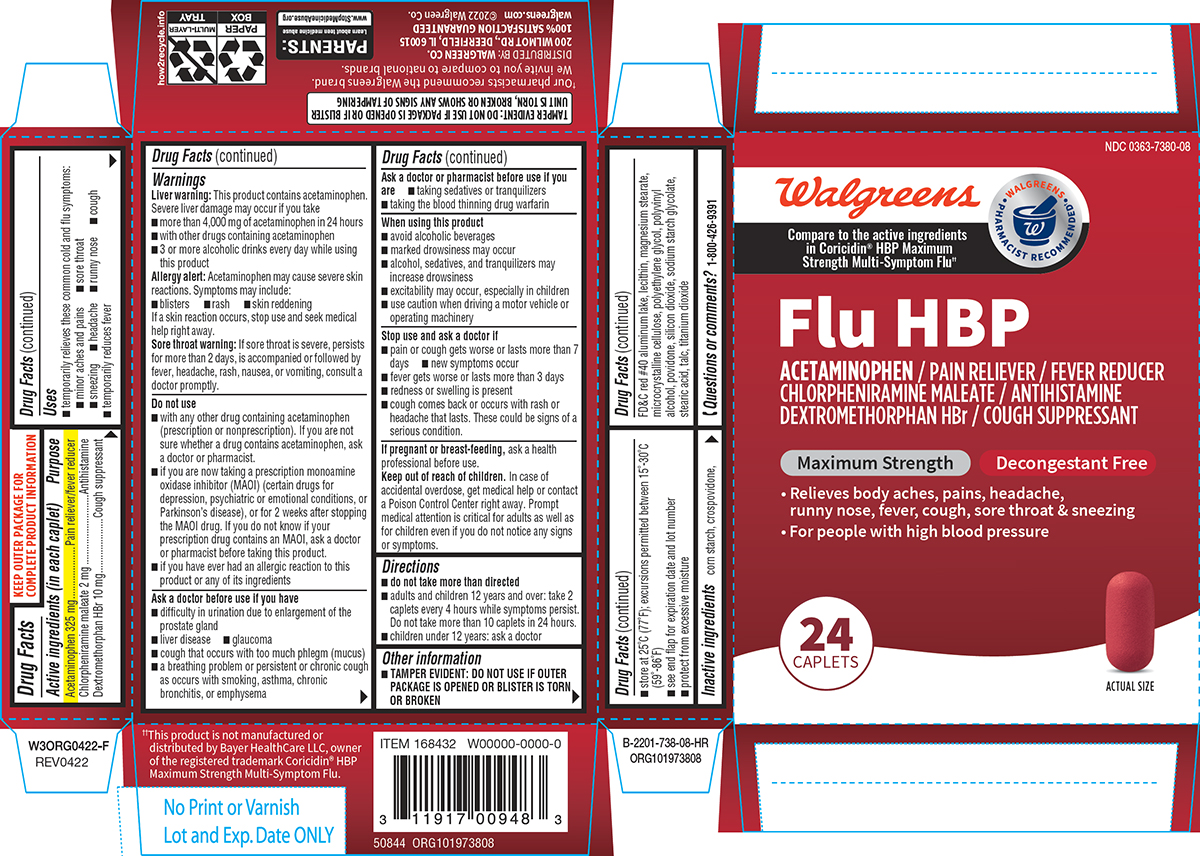 how2recycle.info
PAPER
BOX
MULTI-LAYER
TRAY
PARENTS:
Learn about teen medicine abuse
www.StopMedicineAbuse.org
TAMPER EVIDENT: DO NOT USE IF PACKAGE IS OPENED OR IF BLISTER
UNIT IS TORN, BROKEN OR SHOWS ANY SIGNS OF TAMPERING
†Our pharmacists recommend the Walgreens brand.
We invite you to compare to national brands.
DISTRIBUTED BY: WALGREEN CO.
200 WILMOT RD., DEERFIELD, IL 60015
100% SATISFACTION GUARANTEED
walgreens.com ©2022 Walgreen Co.
KEEP OUTER PACKAGE FOR
COMPLETE PRODUCT INFORMATION
Drug Facts
Active ingredients (in each caplet) Purpose
Acetaminophen 325 mg....................Pain reliever/fever reducer
Chlorpheniramine maleate 2 mg ....................Antihistamine
Dextromethorphan HBr 10 mg....................Cough suppressant
Drug Facts (continued)
Uses
■ temporarily relieves these common cold and flu symptoms:
■ minor aches and pains ■ sore throat
■ sneezing ■ headache ■ runny nose ■ cough
■ temporarily reduces fever
Drug Facts (continued)
Warnings
Liver warning: This product contains acetaminophen.
Severe liver damage may occur if you take
■ more than 4,000 mg of acetaminophen in 24 hours
■ with other drugs containing acetaminophen
■ 3 or more alcoholic drinks every day while using
this product
Allergy alert: Acetaminophen may cause severe skin
reactions. Symptoms may include:
■ blisters ■ rash ■ skin reddening
If a skin reaction occurs, stop use and seek medical
help right away.
Sore throat warning: If sore throat is severe, persists
for more than 2 days, is accompanied or followed by
fever, headache, rash, nausea, or vomiting, consult a
doctor promptly.
Do not use
■ with any other drug containing acetaminophen
(prescription or nonprescription). If you are not
sure whether a drug contains acetaminophen, ask
a doctor or pharmacist.
■ if you are now taking a prescription monoamine
oxidase inhibitor (MAOI) (certain drugs for
depression, psychiatric or emotional conditions, or
Parkinson's disease), or for 2 weeks after stopping
the MAOI drug. If you do not know if your
prescription drug contains an MAOI, ask a doctor
or pharmacist before taking this product.
■ if you have ever had an allergic reaction to this
product or any of its ingredients
Ask a doctor before use if you have
■ difficulty in urination due to enlargement of the
prostate gland
■ liver disease ■ glaucoma
■ cough that occurs with too much phlegm (mucus)
■ a breathing problem or persistent or chronic cough
as occurs with smoking, asthma, chronic
bronchitis, or emphysema
Drug Facts (continued)
Ask a doctor or pharmacist before use if you
are ■ taking sedatives or tranquilizers
■ taking the blood thinning drug warfarin
When using this product
■ avoid alcoholic beverages
■ marked drowsiness may occur
■ alcohol, sedatives, and tranquilizers may
increase drowsiness
■ excitability may occur, especially in children
■ use caution when driving a motor vehicle or
operating machinery
Stop use and ask a doctor if
■ pain or cough gets worse or lasts more than 7
days ■ new symptoms occur
■ fever gets worse or lasts more than 3 days
■ redness or swelling is present
■ cough comes back or occurs with rash or
headache that lasts. These could be signs of a
serious condition.
If pregnant or breast-feeding, ask a health
professional before use.
Keep out of reach of children. In case of
accidental overdose, get medical help or contact
a Poison Control Center right away. Prompt
medical attention is critical for adults as well as
for children even if you do not notice any signs
or symptoms.
Directions
■ do not take more than directed
■ adults and children 12 years and over: take 2
caplets every 4 hours while symptoms persist.
Do not take more than 10 caplets in 24 hours.
■ children under 12 years: ask a doctor
Other information
■ TAMPER EVIDENT: DO NOT USE IF OUTER
PACKAGE IS OPENED OR BLISTER IS TORN
OR BROKEN
Drug Facts (continued)
■ store at 25°C (77°F); excursions permitted between 15°-30°C
(59°-86°F)
■ see end flap for expiration date and lot number
■ protect from excessive moisture
Inactive ingredients corn starch, crospovidone,
Drug Facts (continued)
FD&C red #40 aluminum lake, lecithin, magnesium stearate,
microcrystalline cellulose, polyethylene glycol, polyvinyl
alcohol, povidone, silicon dioxide, sodium starch glycolate,
stearic acid, talc, titanium dioxide
Questions or comments? 1-800-426-9391
NDC 0363-7380-08
Walgreens
WALGREENS
PHARMACIST RECOMMENDED†
W
Compare to the active ingredients
in Coricidin® HBP Maximum
Strength Multi-Symptom Flu††
Flu HBP
ACETAMINOPHEN / PAIN RELIEVER / FEVER REDUCER
CHLORPHENIRAMINE MALEATE / ANTIHISTAMINE
DEXTROMETHORPHAN HBr / COUGH SUPPRESSANT
Maximum Strength
Decongestant Free
• Relieves body aches, pains, headache,
runny nose, fever, cough, sore throat & sneezing
• For people with high blood pressure
24
CAPLETS
ACTUAL SIZE
W3ORG0422-F
REV0422
††This product is not manufactured or
distributed by Bayer HealthCare LLC, owner
of the registered trademark Coricidin® HBP
Maximum Strength Multi-Symptom Flu.
No Print or Varnish
Lot and Exp. Date ONLY
ITEM 168432 W00000-0000-0
3 11917 00948 3
50844 ORG101973808
B-2201-738-08-HR
ORG101973808